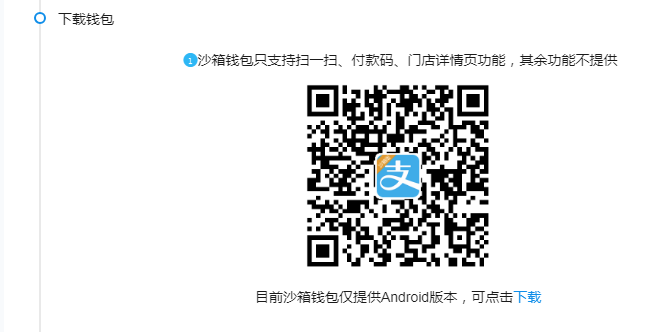 下载钱包
1沙箱钱包只支持扫一扫、付款码、门店详情页功能，其余功能不提供
支
目前沙箱钱包仅提供Android版本，可点击下载